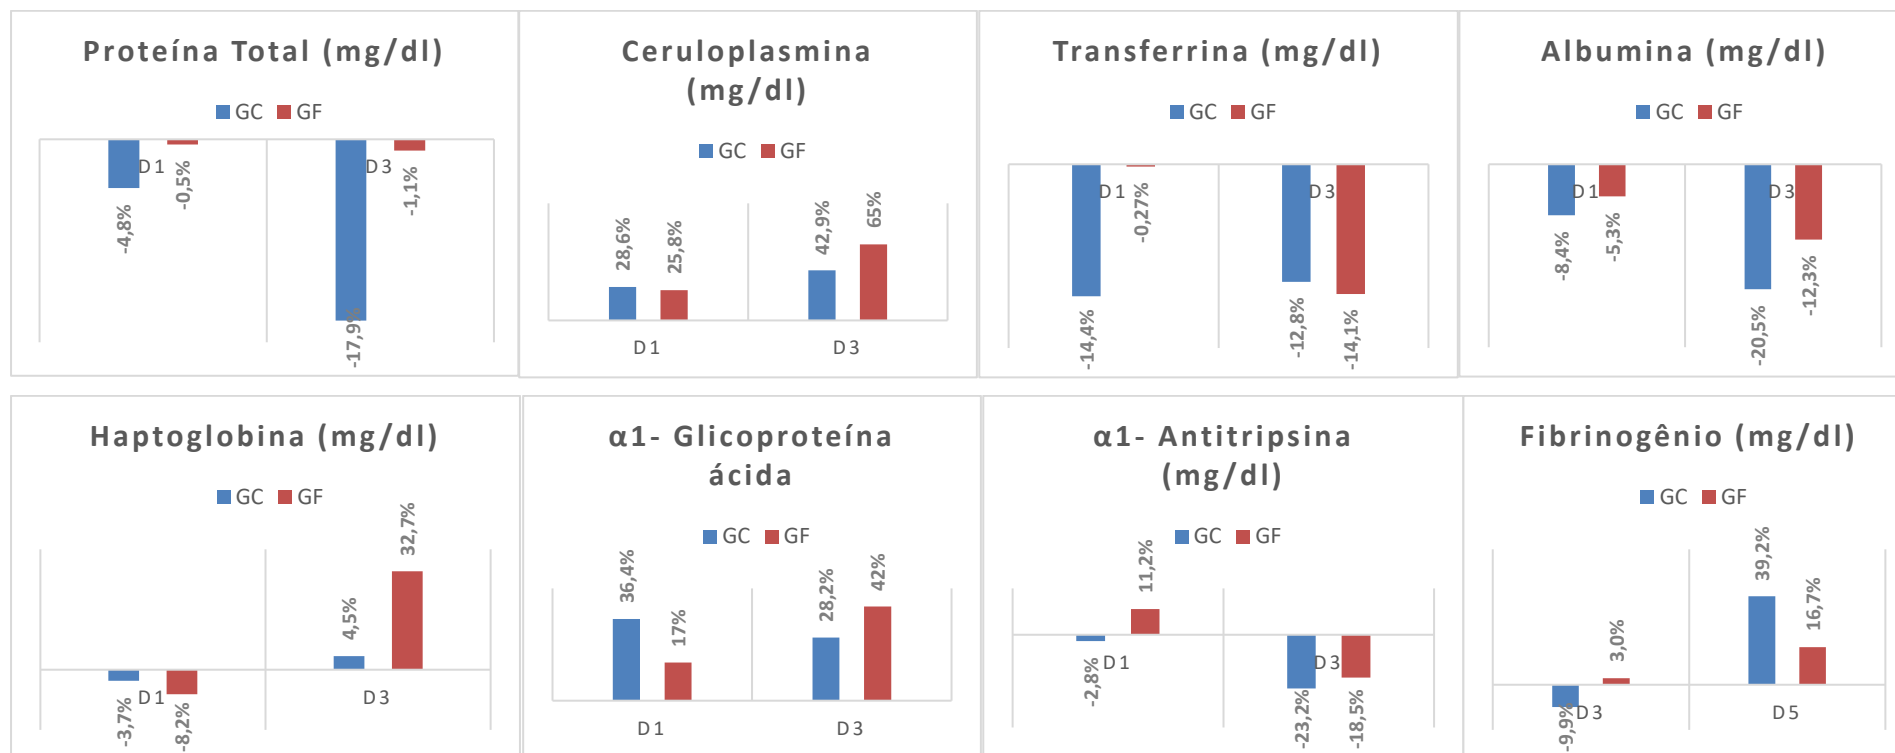 Proteína Total (mg/dl)
GC GF
D1
D3
-4,8%
-0,5%
-17,9%
-1,1%
Ceruloplasmina
(mg/dl)
GC GF
28,6%
25,8%
42,9%
65%
D1
D3
Transferrina (mg/dl)
GC GF
D1
D3
-14,4%
-0,27%
-12,8%
-14,1%
Albumina (mg/dl)
GC GF
D1
D3
-8,4%
-5,3%
-20,5%
-12,3%
Haptoglobina (mg/dl)
GC GF
-3,7%
-8,2%
4,5%
32,7%
D1
D3
α1- Glicoproteína
ácida
GC GF
36,4%
17%
28,2%
42%
D1
D3
α1- Antitripsina
(mg/dl)
GC GF
-2,8%
11,2%
-23,2%
-18,5%
D1
D3
Fibrinogênio (mg/dl)
GC GF
-9,9%
3,0%
39,2%
16,7%
D3
D5